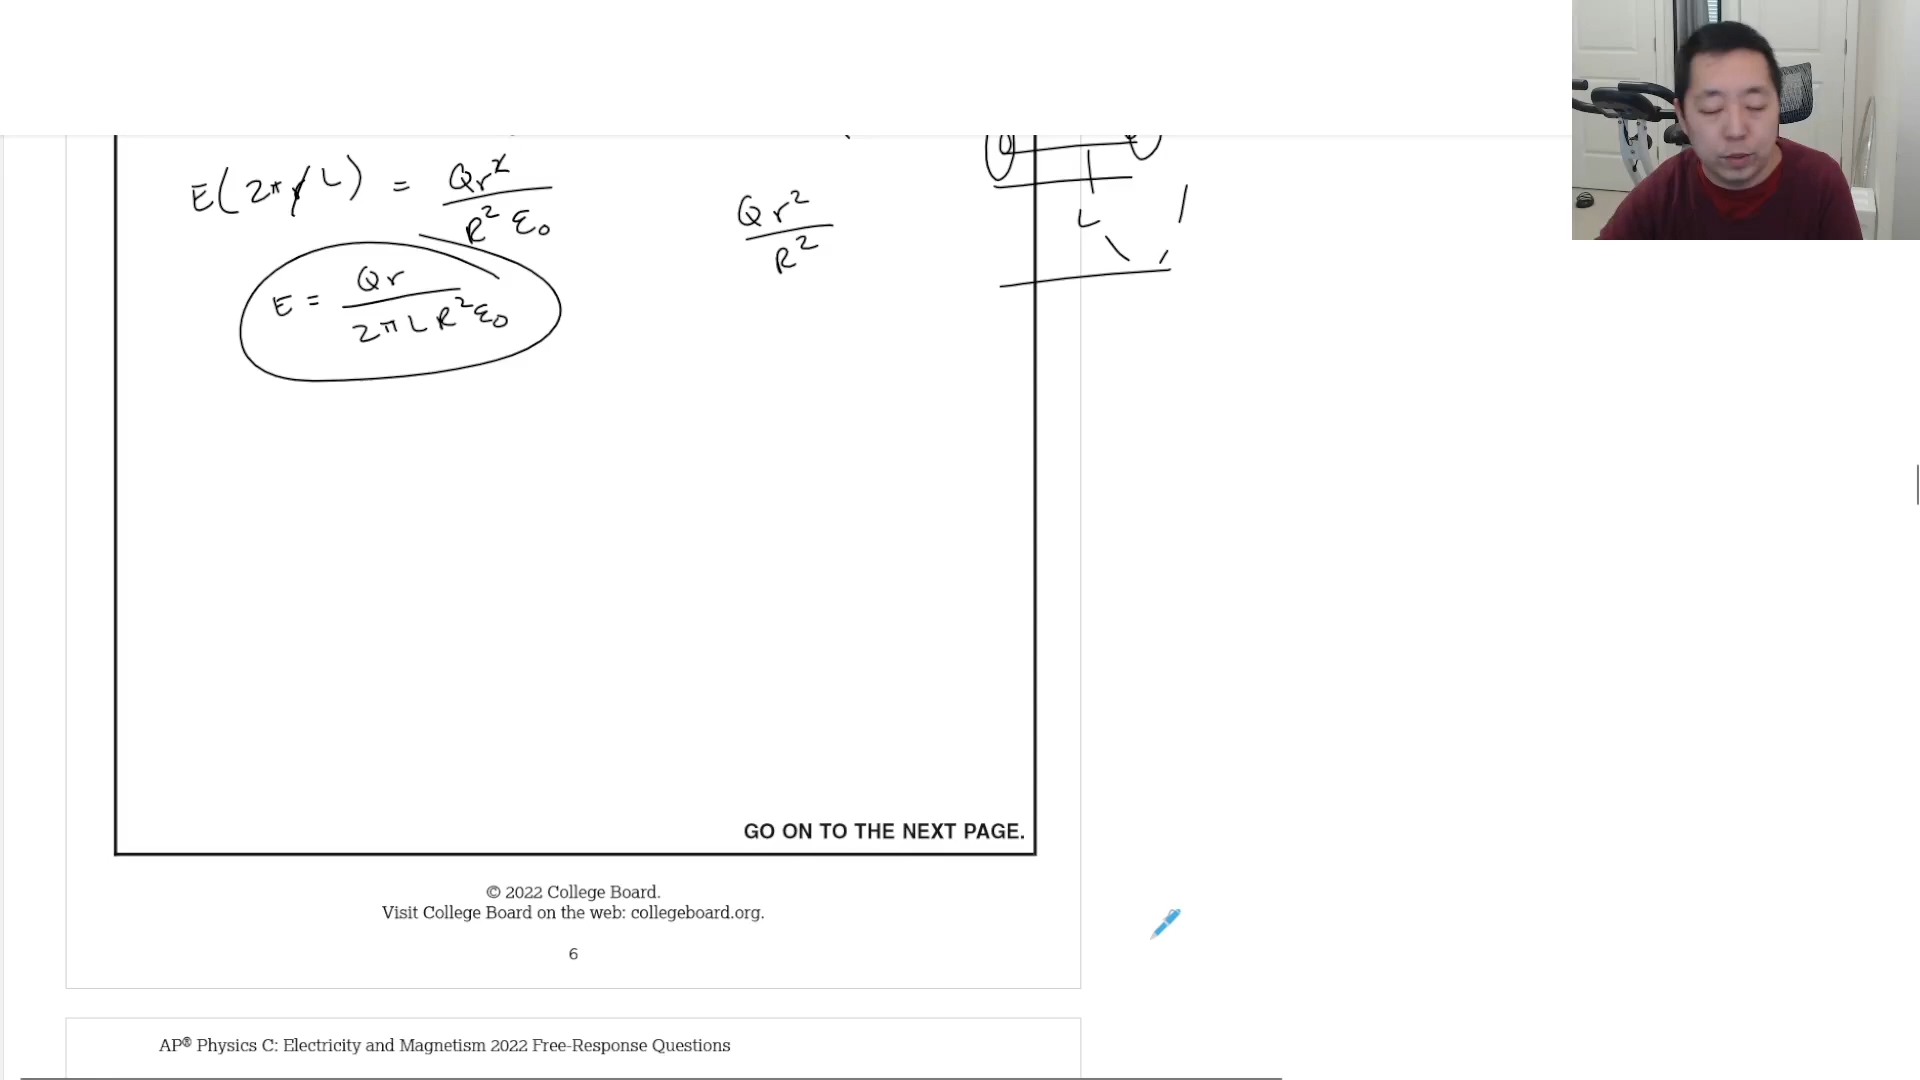 E(2πrL) = Qr² / R²ε₀
Qr² / R²
L
E = Qr / 2πLR²ε₀
GO ON TO THE NEXT PAGE.
© 2022 College Board.
Visit College Board on the web: collegeboard.org.
6
AP® Physics C: Electricity and Magnetism 2022 Free-Response Questions